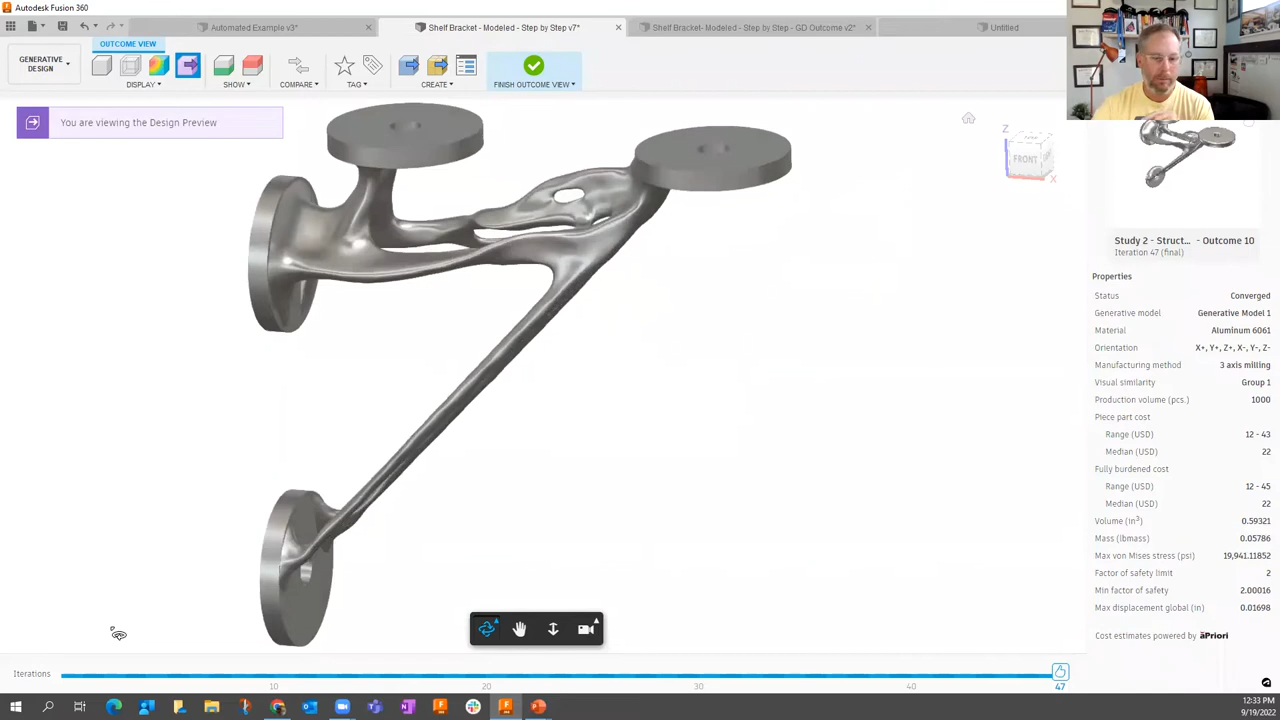 Autodesk Fusion 360
Automated Example v3*
Shelf Bracket - Modeled - Step by Step v7*
Shelf Bracket- Modeled - Step by Step - GD Outcome v2*
Untitled
GENERATIVE
DESIGN
OUTCOME VIEW
DISPLAY
SHOW
COMPARE
TAG
CREATE
FINISH OUTCOME VIEW
You are viewing the Design Preview
Z
FRONT
X
Study 2 - Struct... - Outcome 10
Iteration 47 (final)
Properties
Status Converged
Generative model Generative Model 1
Material Aluminum 6061
Orientation X+, Y+, Z+, X-, Y-, Z-
Manufacturing method 3 axis milling
Visual similarity Group 1
Production volume (pcs.) 1000
Piece part cost
Range (USD) 12 - 43
Median (USD) 22
Fully burdened cost
Range (USD) 12 - 45
Median (USD) 22
Volume (in³) 0.59321
Mass (lbmass) 0.05786
Max von Mises stress (psi) 19,941.11852
Factor of safety limit 2
Min factor of safety 2.00016
Max displacement global (in) 0.01698
Cost estimates powered by aPriori
Iterations
10 20 30 40 47
12:33 PM
9/19/2022